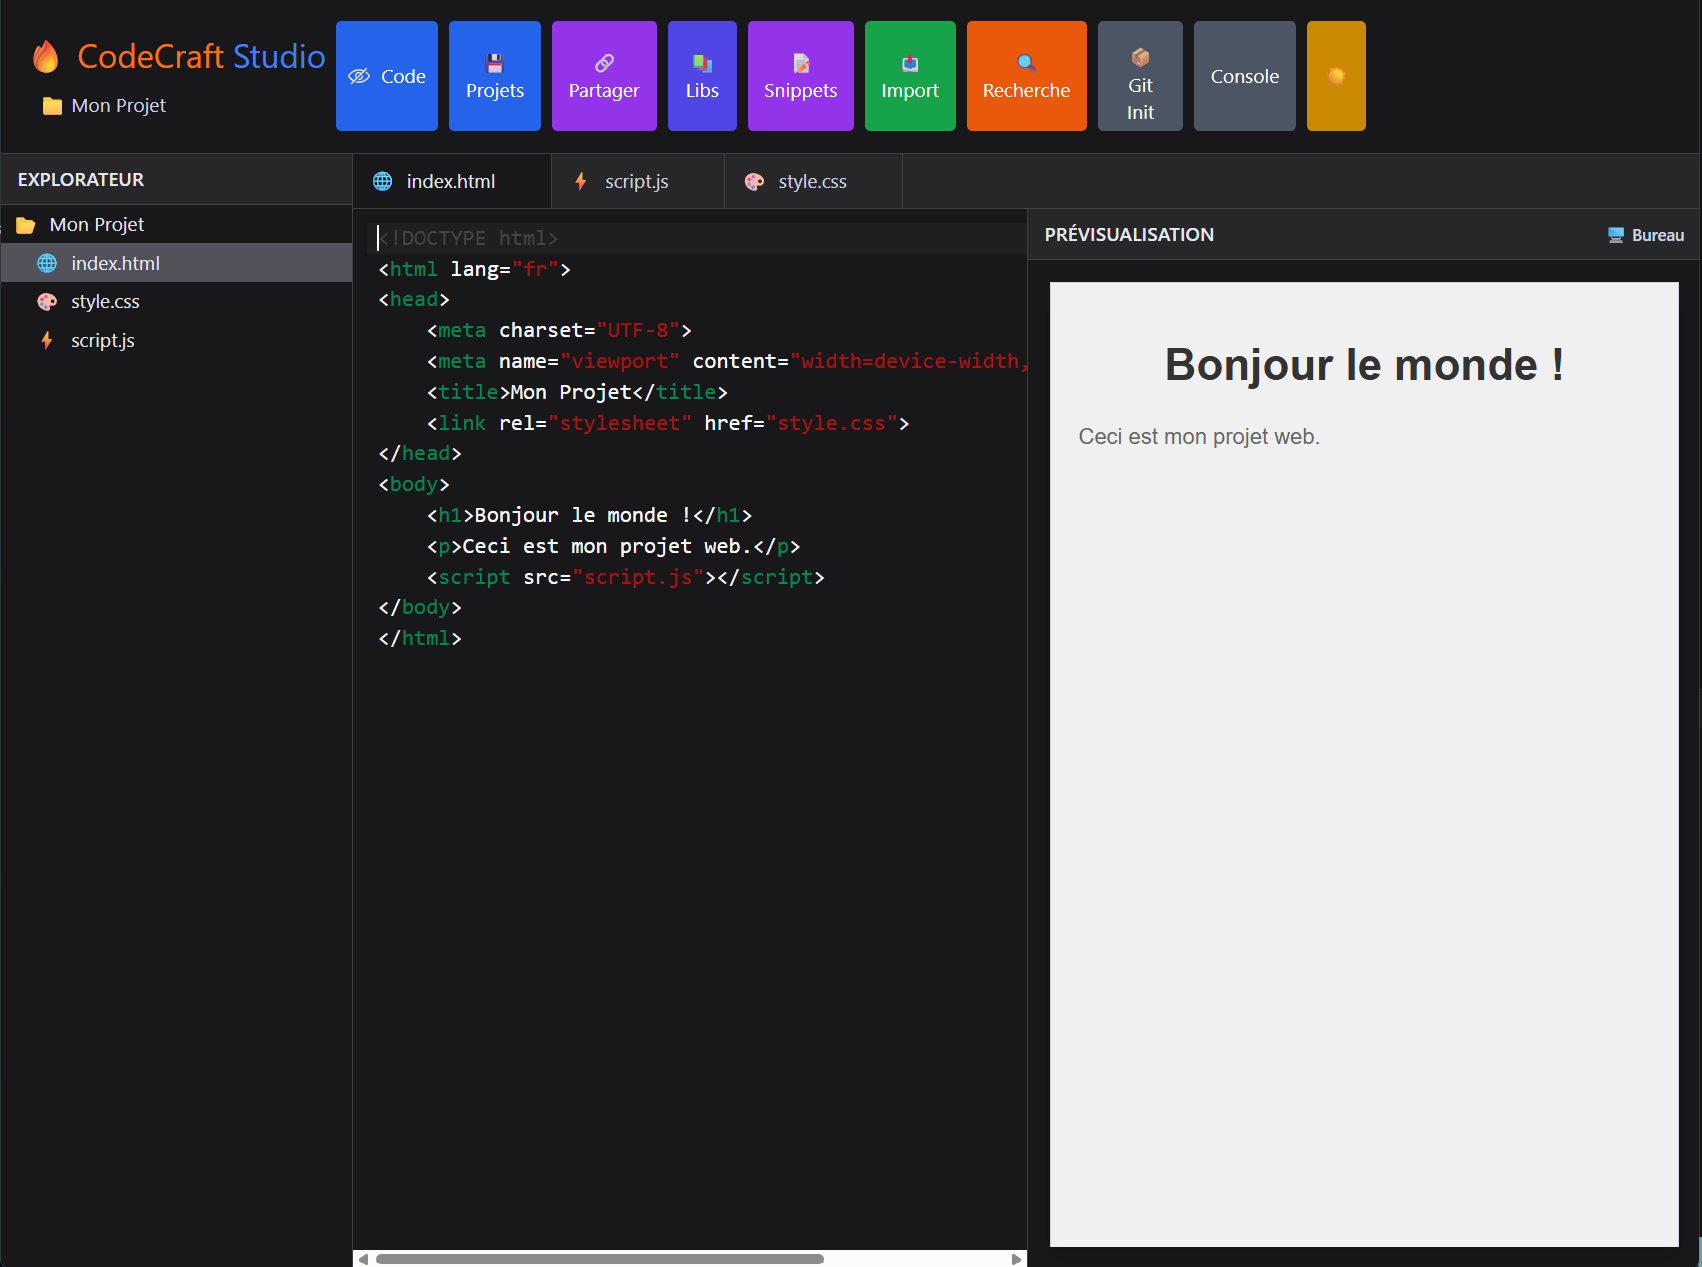 CodeCraft Studio
Mon Projet
Code
Projets
Partager
Libs
Snippets
Import
Recherche
Git
Init
Console
EXPLORATEUR
Mon Projet
index.html
style.css
script.js
index.html
script.js
style.css
<!DOCTYPE html>
<html lang="fr">
<head>
    <meta charset="UTF-8">
    <meta name="viewport" content="width=device-width,
    <title>Mon Projet</title>
    <link rel="stylesheet" href="style.css">
</head>
<body>
    <h1>Bonjour le monde !</h1>
    <p>Ceci est mon projet web.</p>
    <script src="script.js"></script>
</body>
</html>
PRÉVISUALISATION
Bureau
Bonjour le monde !
Ceci est mon projet web.